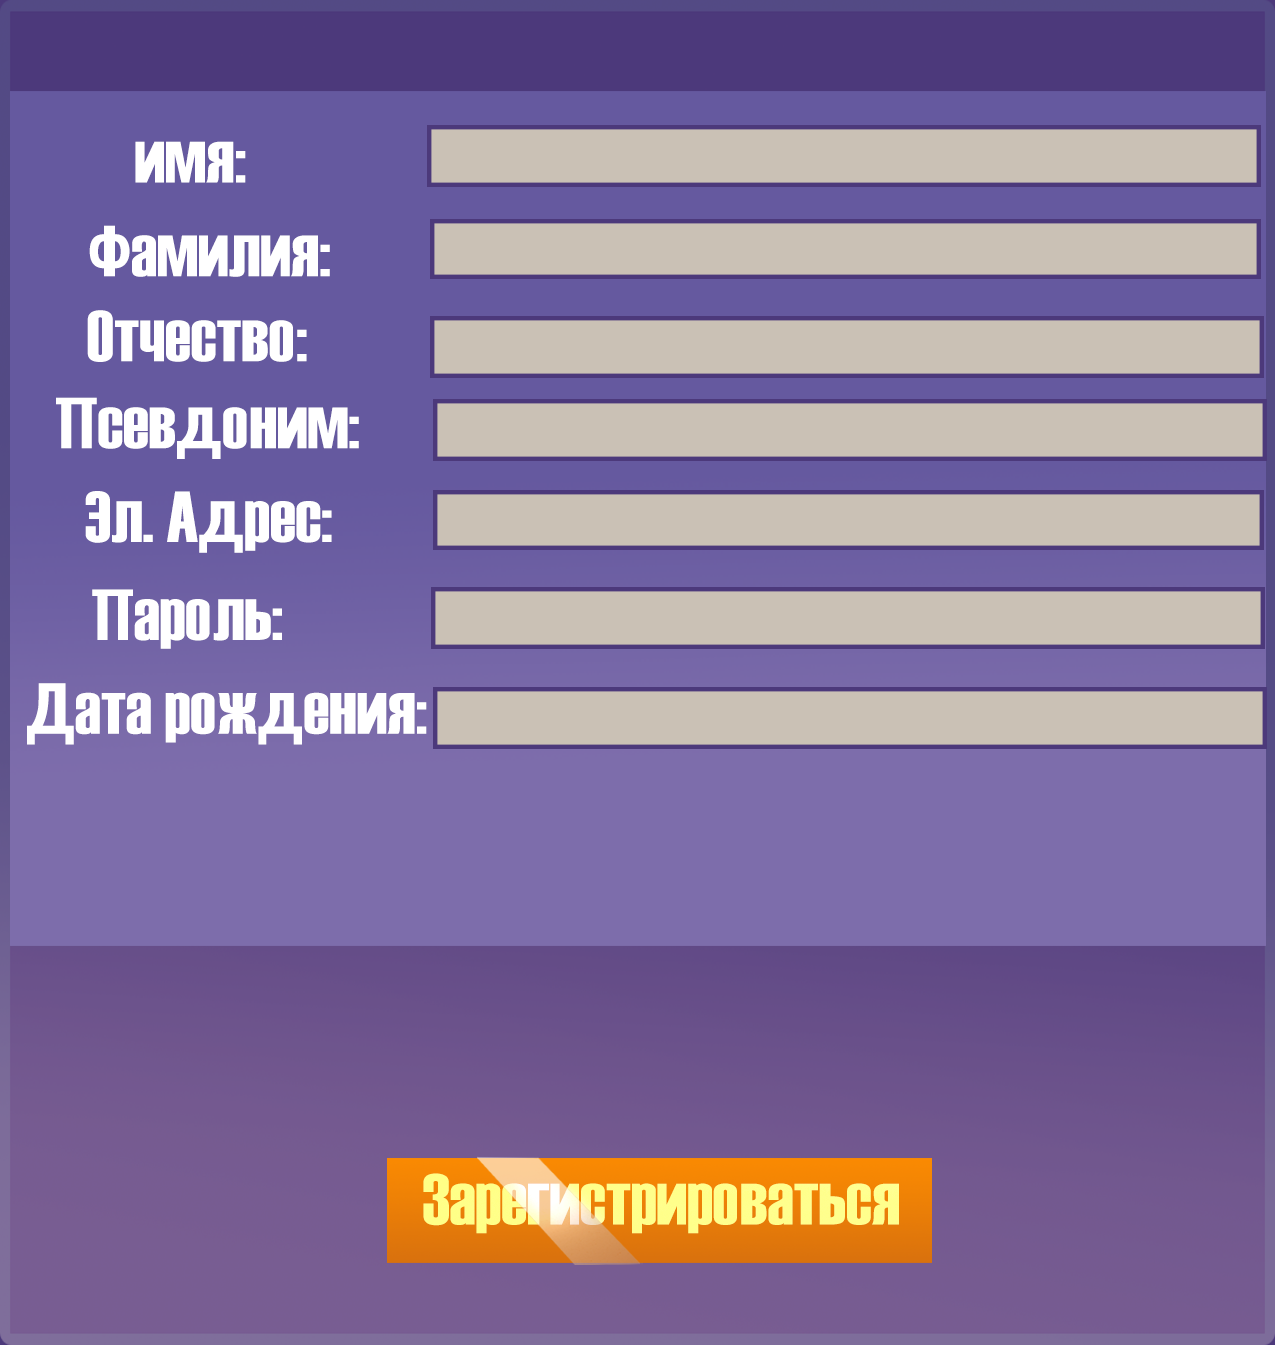 имя:
Фамилия:
Отчество:
Псевдоним:
Эл. Адрес:
Пароль:
Дата рождения:
Зарегистрироваться